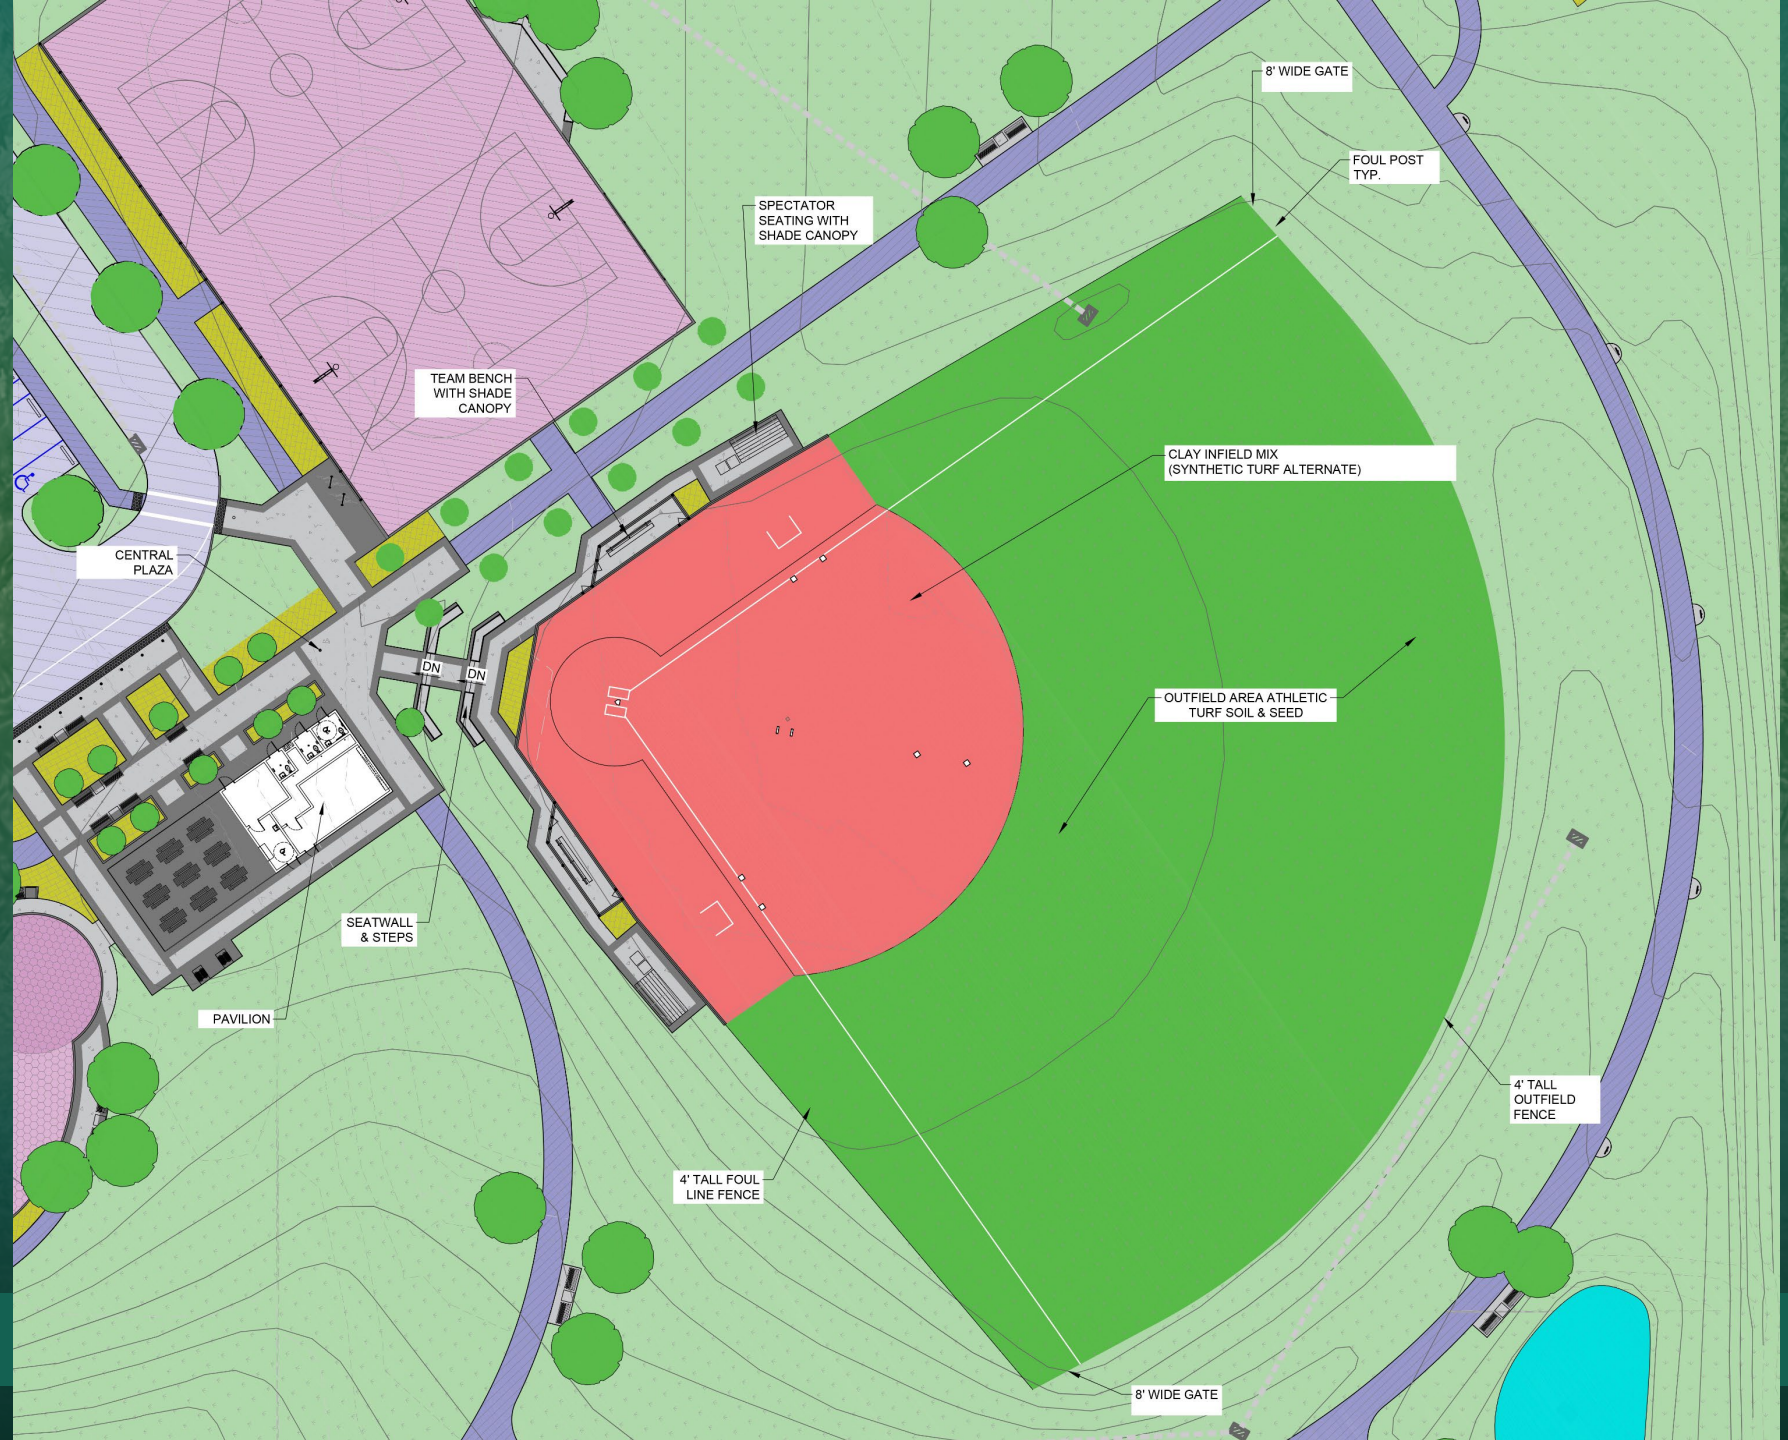 8' WIDE GATE
FOUL POST
TYP.
SPECTATOR
SEATING WITH
SHADE CANOPY
TEAM BENCH
WITH SHADE
CANOPY
CLAY INFIELD MIX
(SYNTHETIC TURF ALTERNATE)
CENTRAL
PLAZA
DN
DN
OUTFIELD AREA ATHLETIC
TURF SOIL & SEED
SEATWALL
& STEPS
PAVILION
4' TALL
OUTFIELD
FENCE
4' TALL FOUL
LINE FENCE
8' WIDE GATE